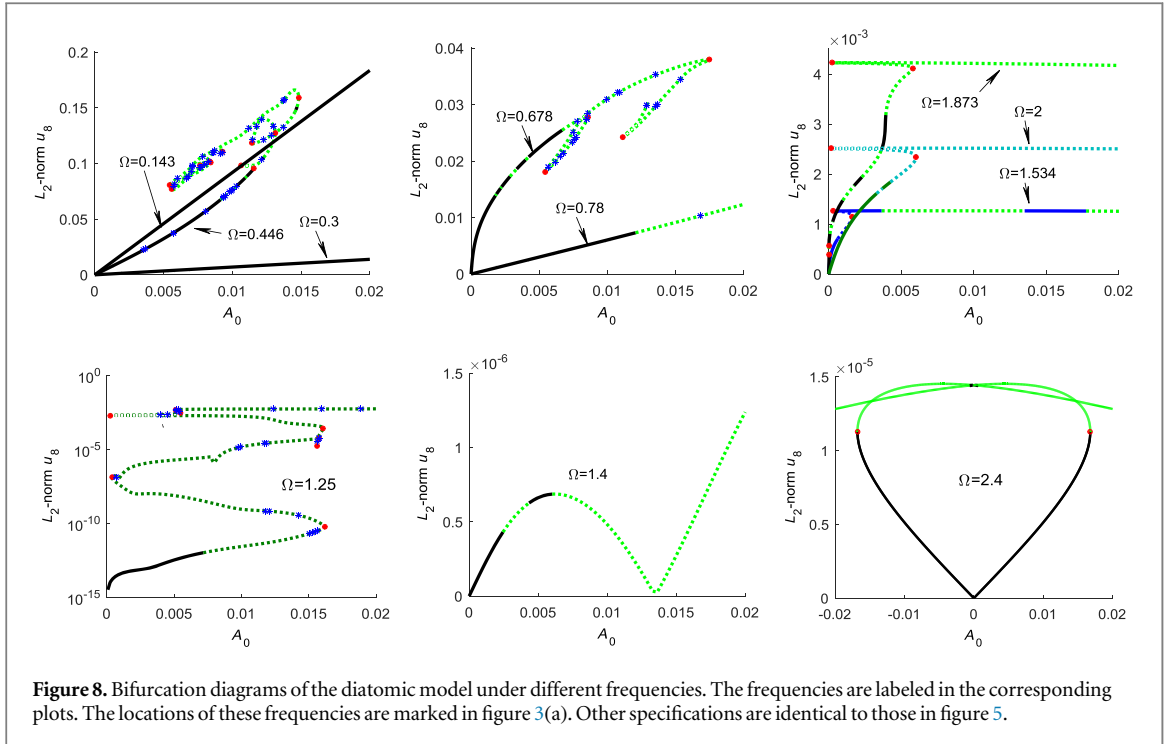 0.2
0.15
0.1
0.05
0
L2-norm u8
Ω=0.143
Ω=0.446
Ω=0.3
0 0.005 0.01 0.015 0.02
A0
0.04
0.03
0.02
0.01
0
L2-norm u8
Ω=0.678
Ω=0.78
0 0.005 0.01 0.015 0.02
A0
×10-3
4
3
2
1
0
L2-norm u8
Ω=1.873
Ω=2
Ω=1.534
0 0.005 0.01 0.015 0.02
A0
100
10-5
10-10
10-15
L2-norm u8
Ω=1.25
0 0.005 0.01 0.015 0.02
A0
×10-6
1.5
1
0.5
0
L2-norm u8
Ω=1.4
0 0.005 0.01 0.015 0.02
A0
×10-5
1.5
1
0.5
0
L2-norm u8
Ω=2.4
-0.02 -0.01 0 0.01 0.02
A0
Figure 8. Bifurcation diagrams of the diatomic model under different frequencies. The frequencies are labeled in the corresponding
plots. The locations of these frequencies are marked in figure 3(a). Other specifications are identical to those in figure 5.